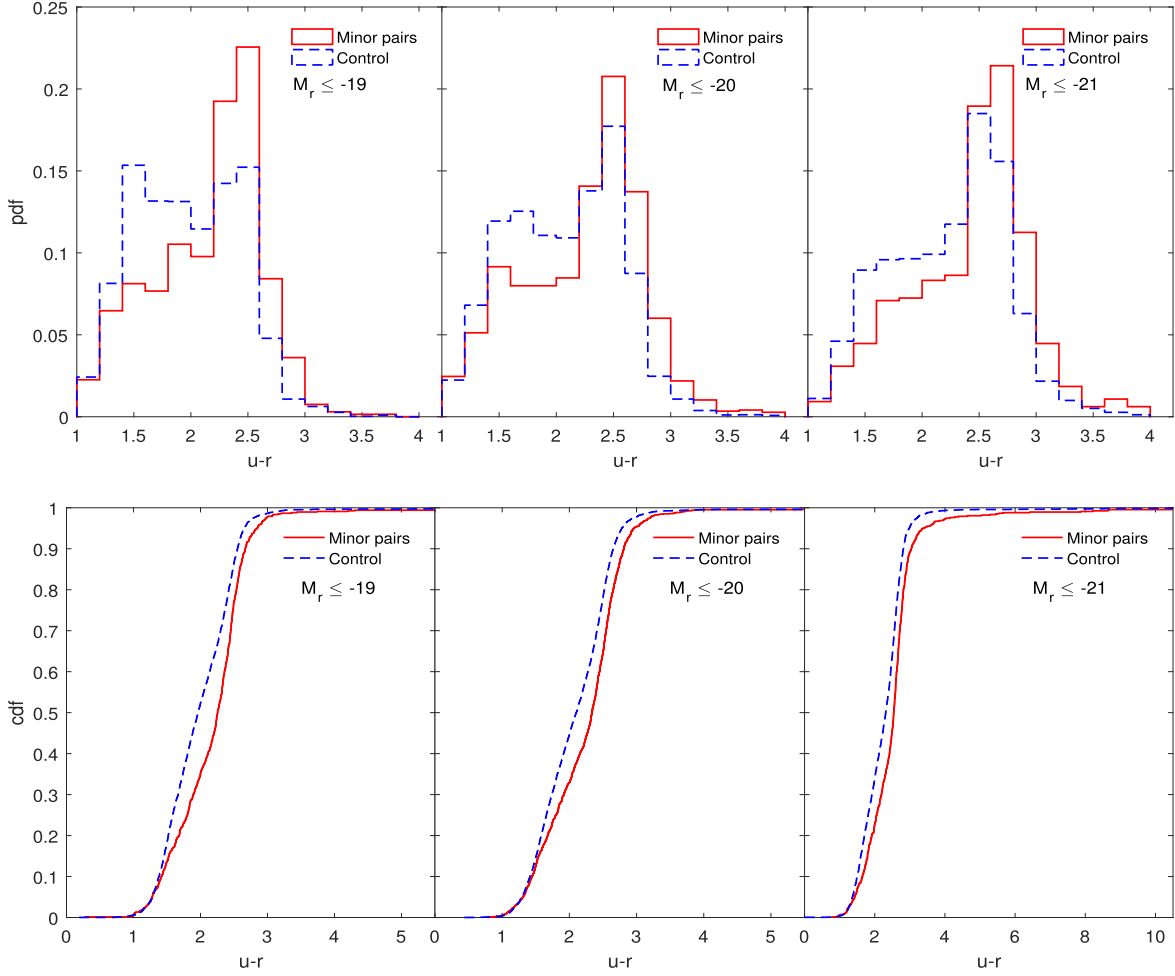 0.25
0.2
0.15
0.1
0.05
0
pdf
Minor pairs
Control
M_r ≤ -19
1 1.5 2 2.5 3 3.5 4
u-r
Minor pairs
Control
M_r ≤ -20
1 1.5 2 2.5 3 3.5 4
u-r
Minor pairs
Control
M_r ≤ -21
1 1.5 2 2.5 3 3.5 4
u-r
1
0.9
0.8
0.7
0.6
0.5
0.4
0.3
0.2
0.1
0
cdf
Minor pairs
Control
M_r ≤ -19
0 1 2 3 4 5
u-r
Minor pairs
Control
M_r ≤ -20
0 1 2 3 4 5
u-r
Minor pairs
Control
M_r ≤ -21
0 2 4 6 8 10
u-r